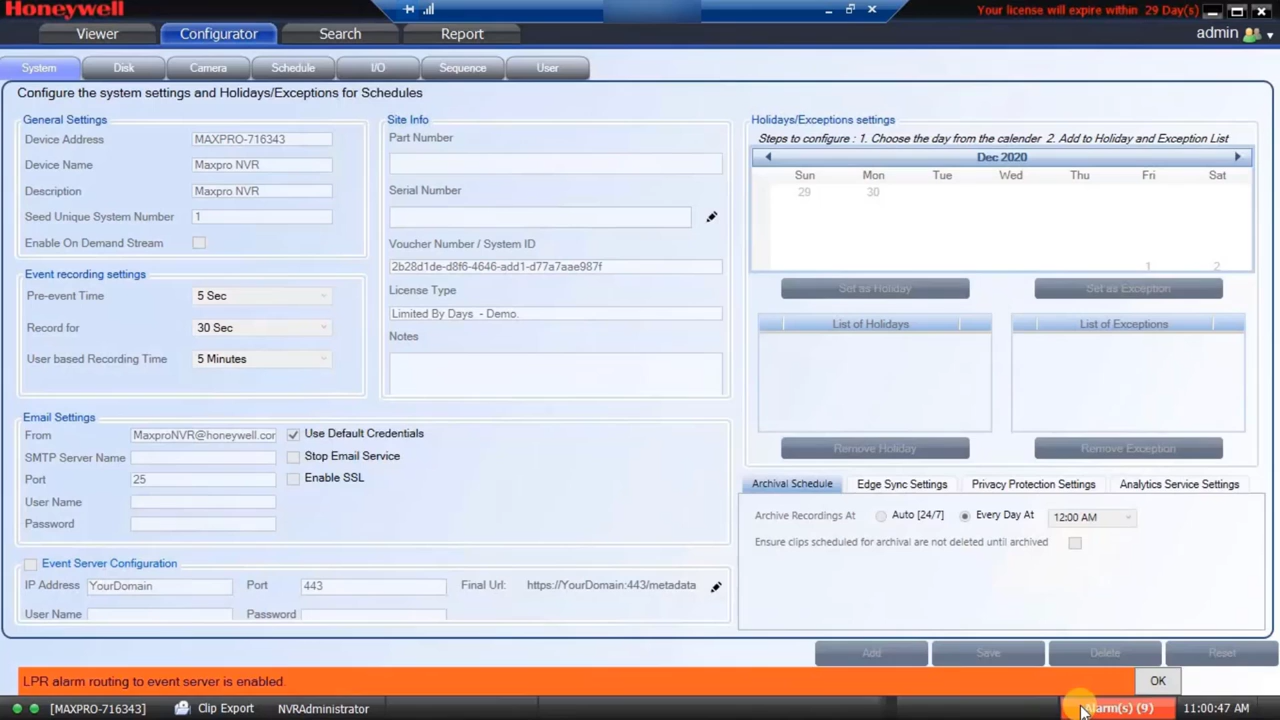 Honeywell
Your license will expire within 29 Day(s)
Viewer
Configurator
Search
Report
admin
System
Disk
Camera
Schedule
I/O
Sequence
User
Configure the system settings and Holidays/Exceptions for Schedules
General Settings
Device Address MAXPRO-716343
Device Name Maxpro NVR
Description Maxpro NVR
Seed Unique System Number 1
Enable On Demand Stream
Event recording settings
Pre-event Time 5 Sec
Record for 30 Sec
User based Recording Time 5 Minutes
Site Info
Part Number
Serial Number
Voucher Number / System ID
2b28d1de-d8f6-4646-add1-d77a7aae987f
License Type
Limited By Days - Demo.
Notes
Email Settings
From MaxproNVR@honeywell.cor Use Default Credentials
SMTP Server Name Stop Email Service
Port 25 Enable SSL
User Name
Password
Event Server Configuration
IP Address YourDomain Port 443 Final Url: https://YourDomain:443/metadata
User Name Password
Holidays/Exceptions settings
Steps to configure : 1. Choose the day from the calender 2. Add to Holiday and Exception List
Dec 2020
Sun Mon Tue Wed Thu Fri Sat
29 30
1 2
Set as Holiday Set as Exception
List of Holidays List of Exceptions
Remove Holiday Remove Exception
Archival Schedule Edge Sync Settings Privacy Protection Settings Analytics Service Settings
Archive Recordings At Auto [24/7] Every Day At 12:00 AM
Ensure clips scheduled for archival are not deleted until archived
Add Save Delete Reset
LPR alarm routing to event server is enabled. OK
[MAXPRO-716343] Clip Export NVRAdministrator Alarm(s) (9) 11:00:47 AM